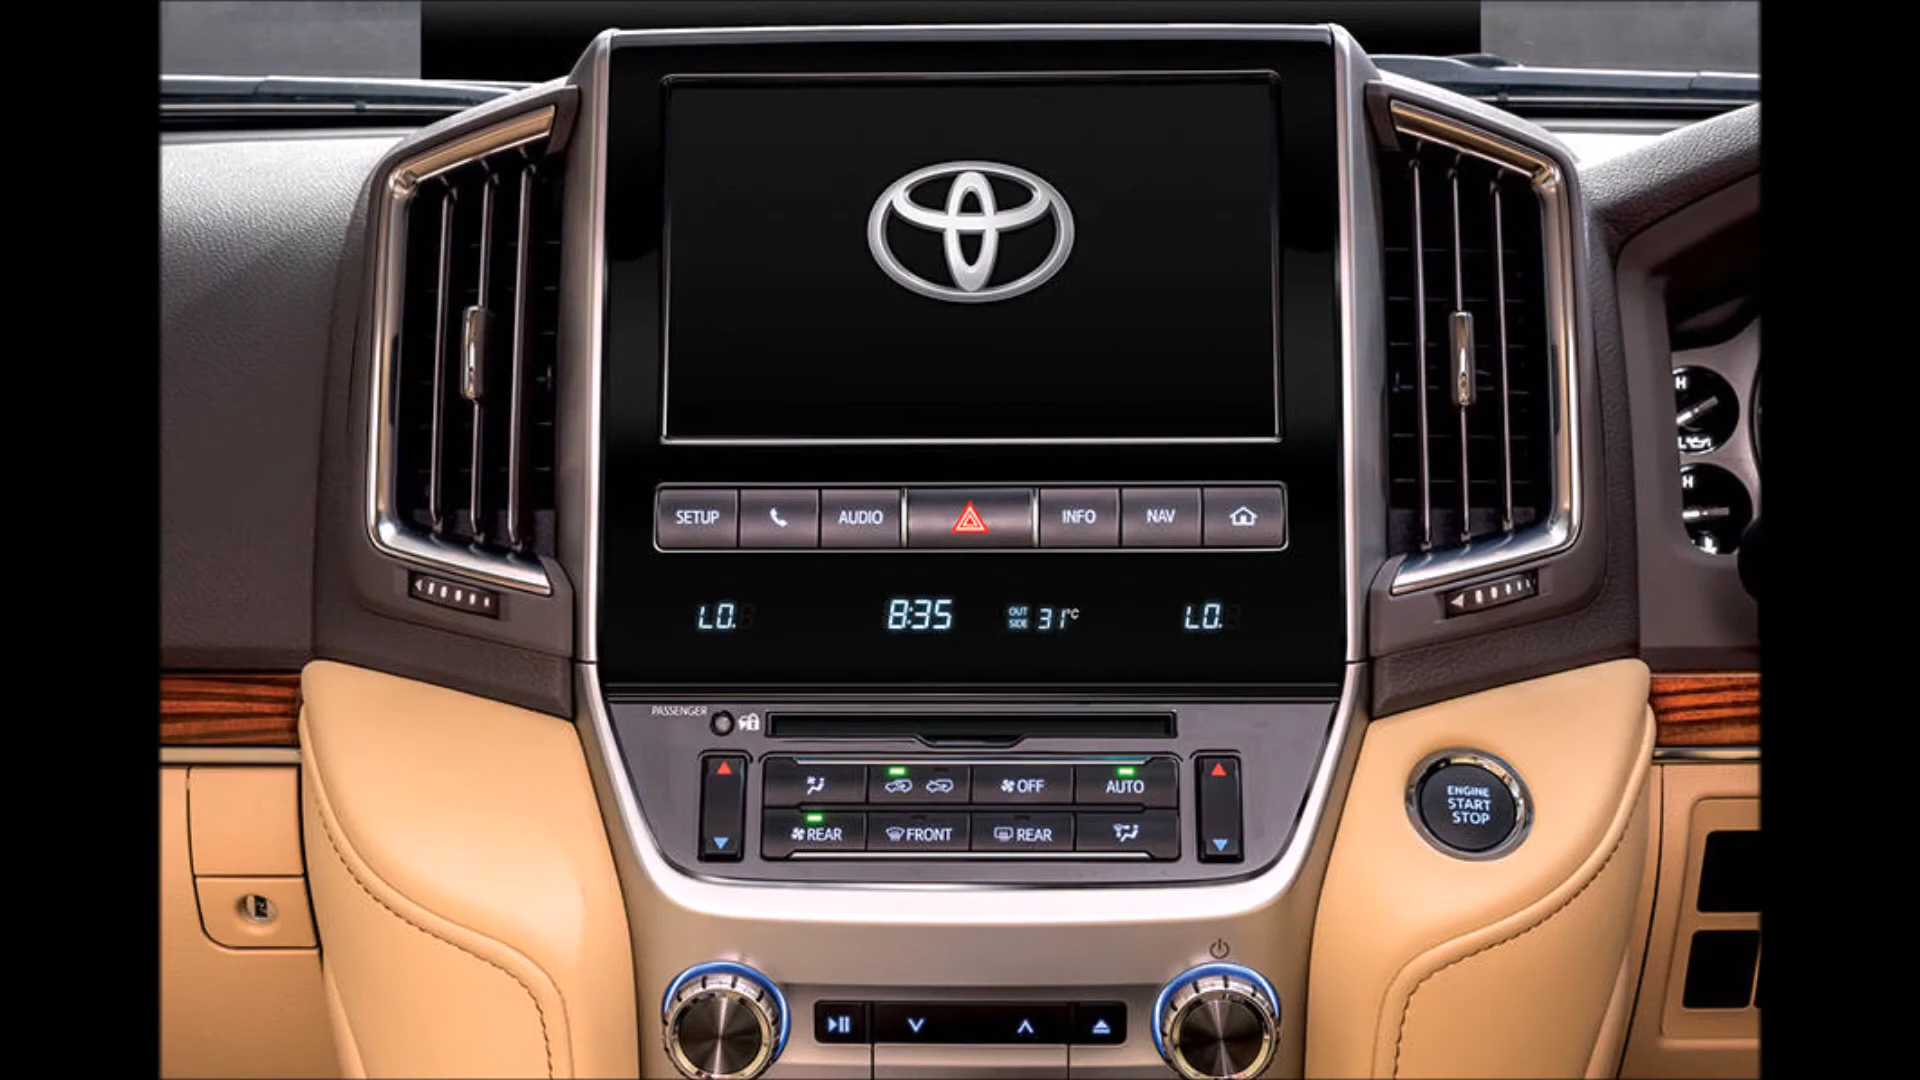 SETUP AUDIO INFO NAV
LO. 8:35 OUT SIDE 31°C LO.
PASSENGER
OFF AUTO
REAR FRONT REAR
ENGINE
START
STOP
H
H